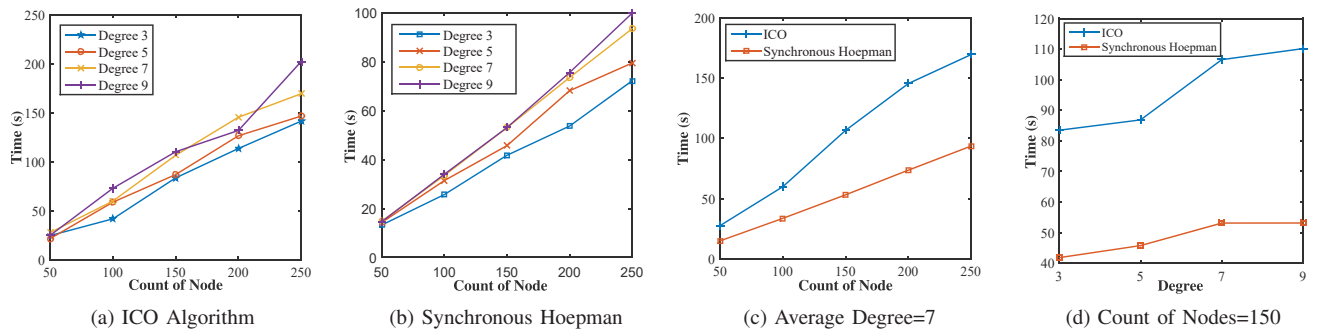 250
200
150
100
50
0
Time (s)
Degree 3
Degree 5
Degree 7
Degree 9
50 100 150 200 250
Count of Node
(a) ICO Algorithm
100
80
60
40
20
0
Time (s)
Degree 3
Degree 5
Degree 7
Degree 9
50 100 150 200 250
Count of Node
(b) Synchronous Hoepman
200
150
100
50
0
Time (s)
ICO
Synchronous Hoepman
50 100 150 200 250
Count of Node
(c) Average Degree=7
120
110
100
90
80
70
60
50
40
Time (s)
ICO
Synchronous Hoepman
3 5 7 9
Degree
(d) Count of Nodes=150